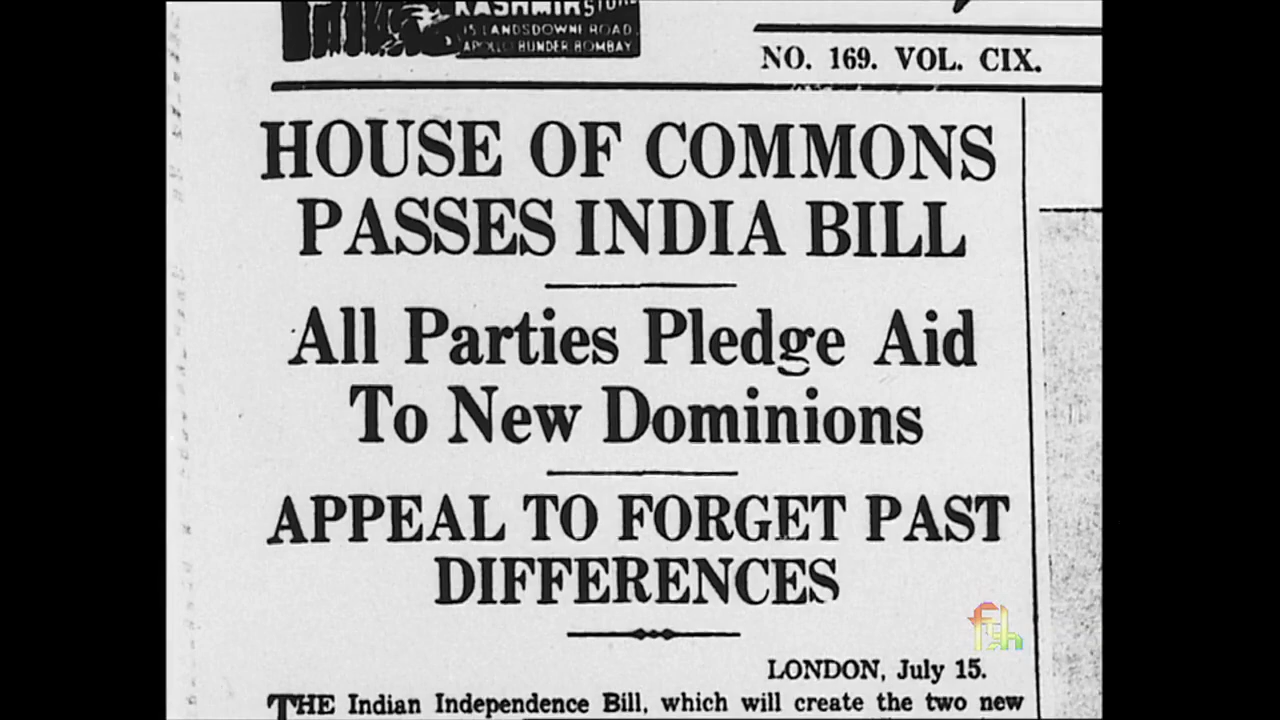 KASHMIR STORE
15 LANDSDOWNE ROAD
APOLLO BUNDER BOMBAY
NO. 169. VOL. CIX.
HOUSE OF COMMONS
PASSES INDIA BILL
All Parties Pledge Aid
To New Dominions
APPEAL TO FORGET PAST
DIFFERENCES
LONDON, July 15.
THE Indian Independence Bill, which will create the two new